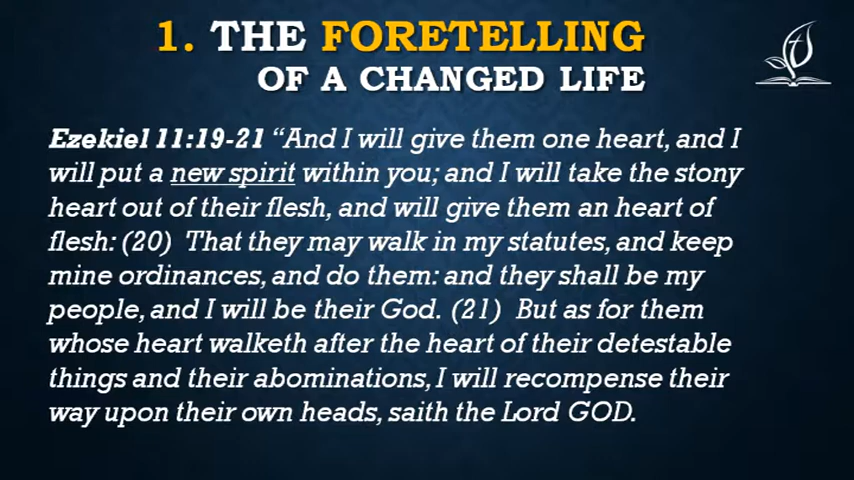 1. THE FORETELLING
OF A CHANGED LIFE
Ezekiel 11:19-21 “And I will give them one heart, and I
will put a new spirit within you; and I will take the stony
heart out of their flesh, and will give them an heart of
flesh: (20) That they may walk in my statutes, and keep
mine ordinances, and do them: and they shall be my
people, and I will be their God. (21) But as for them
whose heart walketh after the heart of their detestable
things and their abominations, I will recompense their
way upon their own heads, saith the Lord GOD.